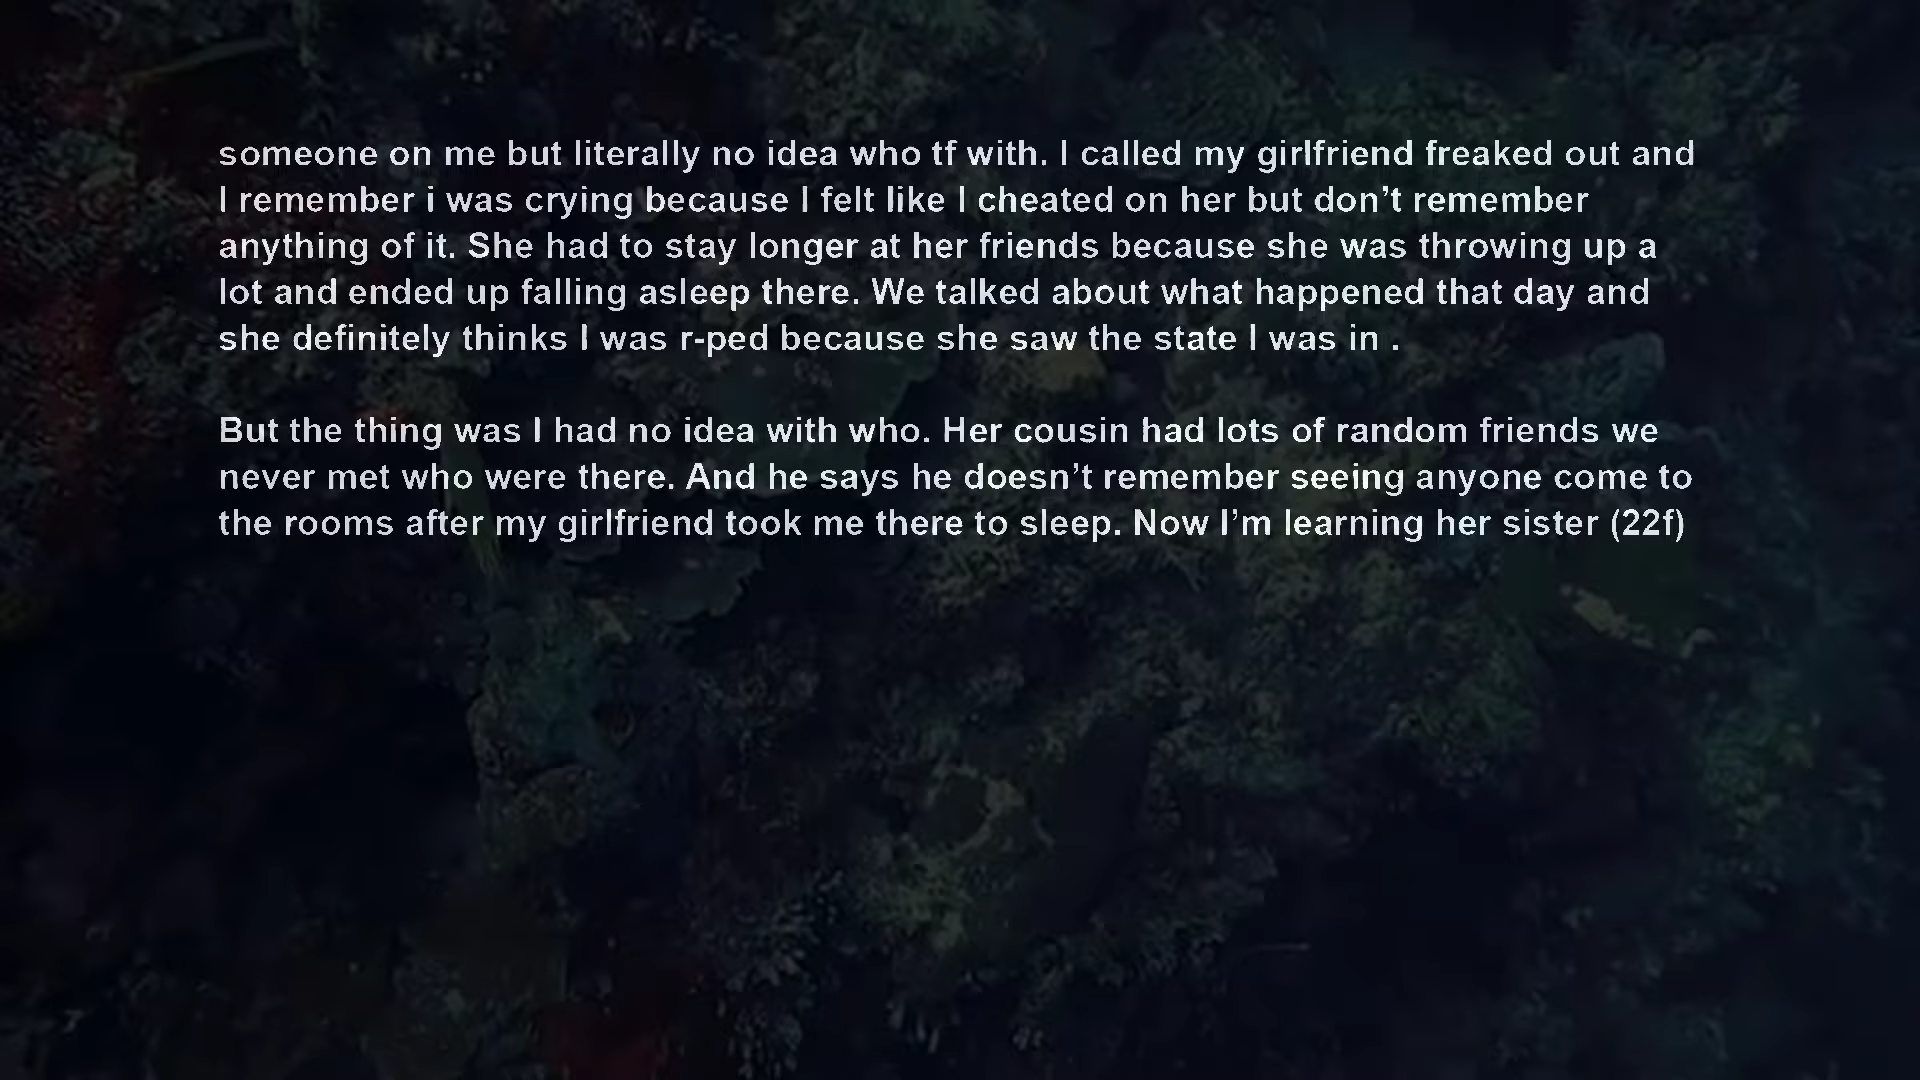 someone on me but literally no idea who tf with. I called my girlfriend freaked out and
I remember i was crying because I felt like I cheated on her but don’t remember
anything of it. She had to stay longer at her friends because she was throwing up a
lot and ended up falling asleep there. We talked about what happened that day and
she definitely thinks I was r-ped because she saw the state I was in .
But the thing was I had no idea with who. Her cousin had lots of random friends we
never met who were there. And he says he doesn’t remember seeing anyone come to
the rooms after my girlfriend took me there to sleep. Now I’m learning her sister (22f)